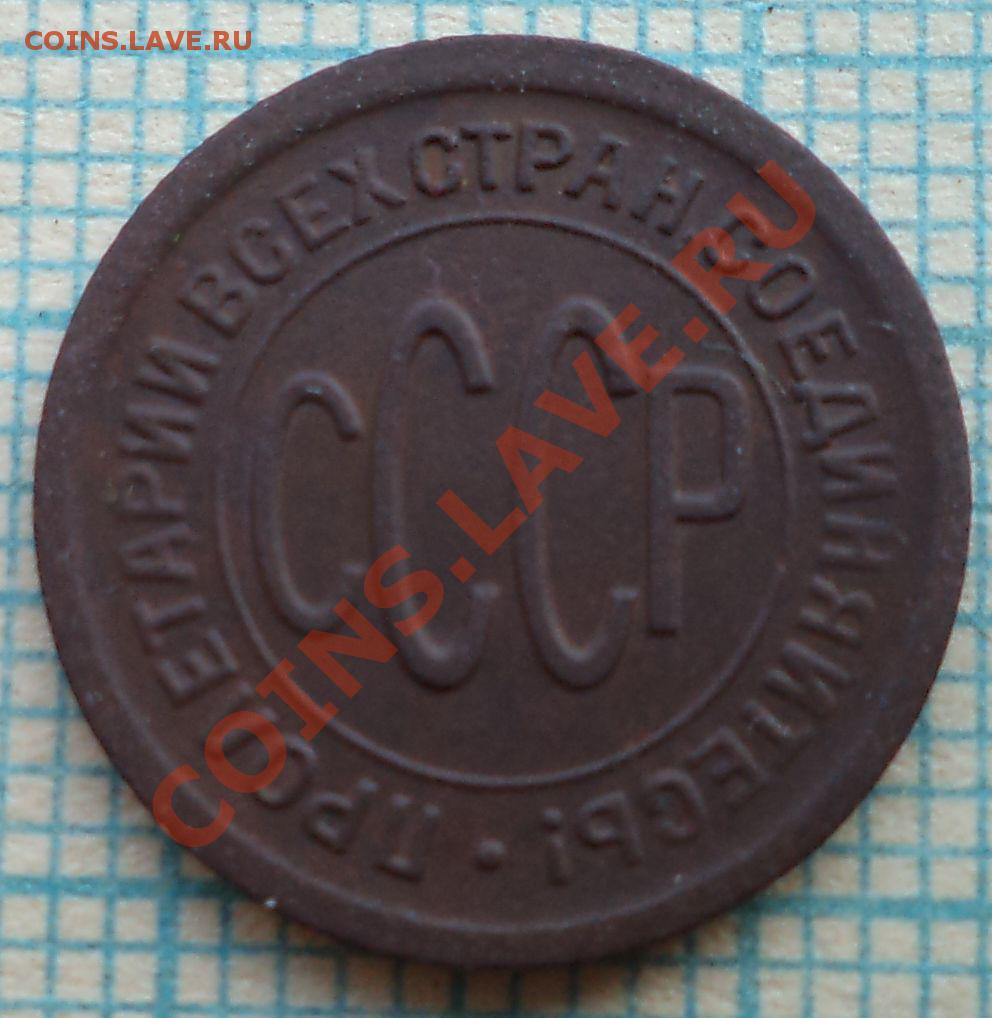 COINS.LAVE.RU
ПРОЛЕТАРИИ ВСЕХ СТРАН, СОЕДИНЯЙТЕСЬ! •
СССР
COINS.LAVE.RU